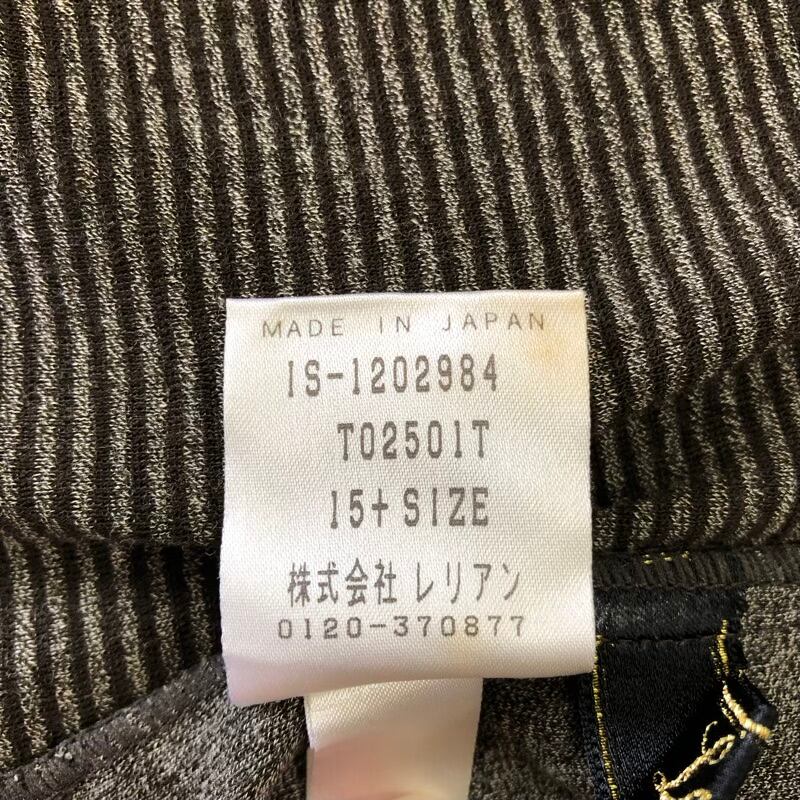 MADE IN JAPAN
IS-1202984
T02501T
15+ SIZE
株式会社 レリアン
0120-370877